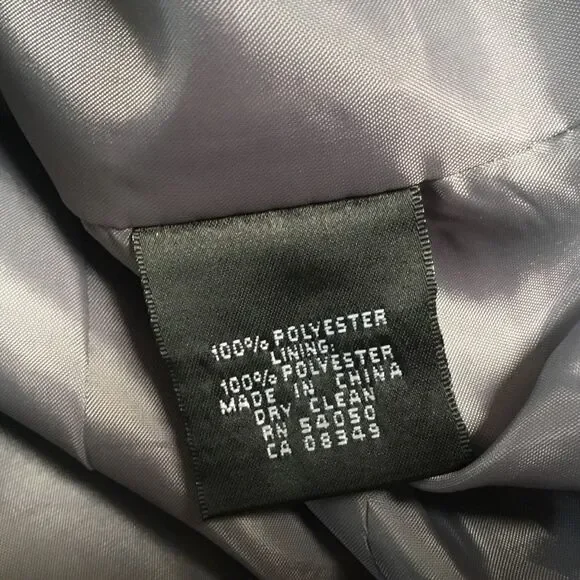 100% POLYESTER
LINING:
100% POLYESTER
MADE IN CHINA
DRY CLEAN
RN 54050
CA 08349